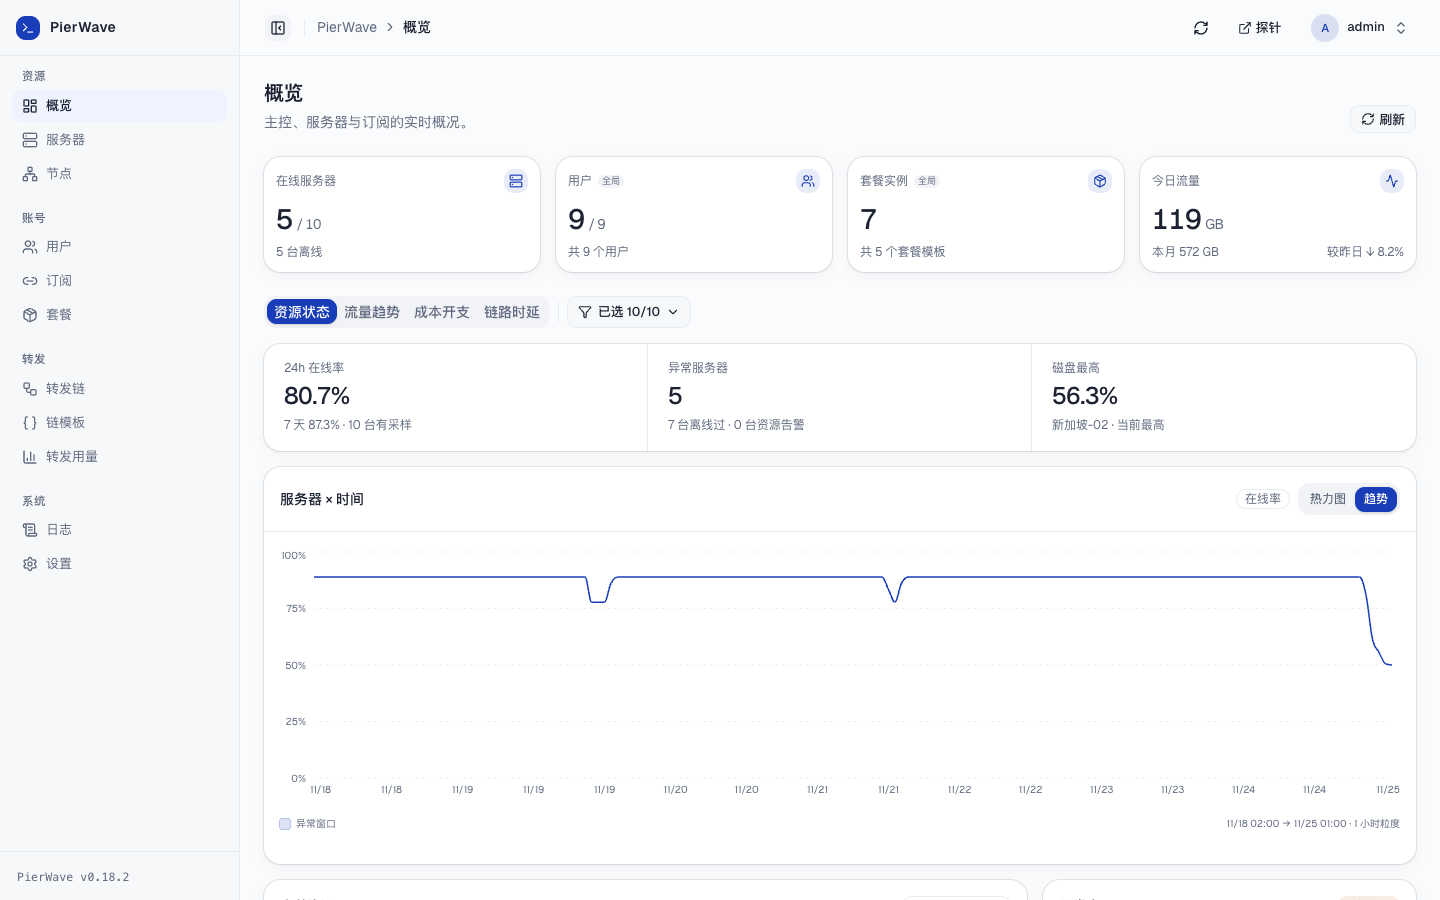 PierWave
PierWave > 概览
探针
A admin
资源
概览
服务器
节点
账号
用户
订阅
套餐
转发
转发链
链模板
转发用量
系统
日志
设置
PierWave v0.18.2
概览
主控、服务器与订阅的实时概况。
刷新
在线服务器
5 / 10
5 台离线
用户 全局
9 / 9
共 9 个用户
套餐实例 全局
7
共 5 个套餐模板
今日流量
119 GB
本月 572 GB 较昨日 ↓ 8.2%
资源状态 流量趋势 成本开支 链路时延 已选 10/10
24h 在线率
80.7%
7 天 87.3% · 10 台有采样
异常服务器
5
7 台离线过 · 0 台资源告警
磁盘最高
56.3%
新加坡-02 · 当前最高
服务器 × 时间
在线率 热力图 趋势
100%
75%
50%
25%
0%
11/18 11/18 11/19 11/19 11/19 11/20 11/20 11/21 11/21 11/22 11/22 11/23 11/23 11/24 11/24 11/25
异常窗口
11/18 02:00 → 11/25 01:00 · 1 小时粒度